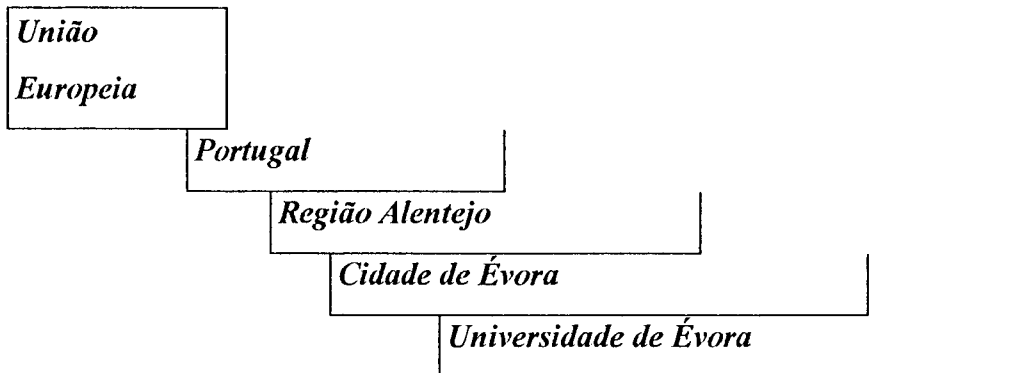 União
Europeia
Portugal
Região Alentejo
Cidade de Évora
Universidade de Évora